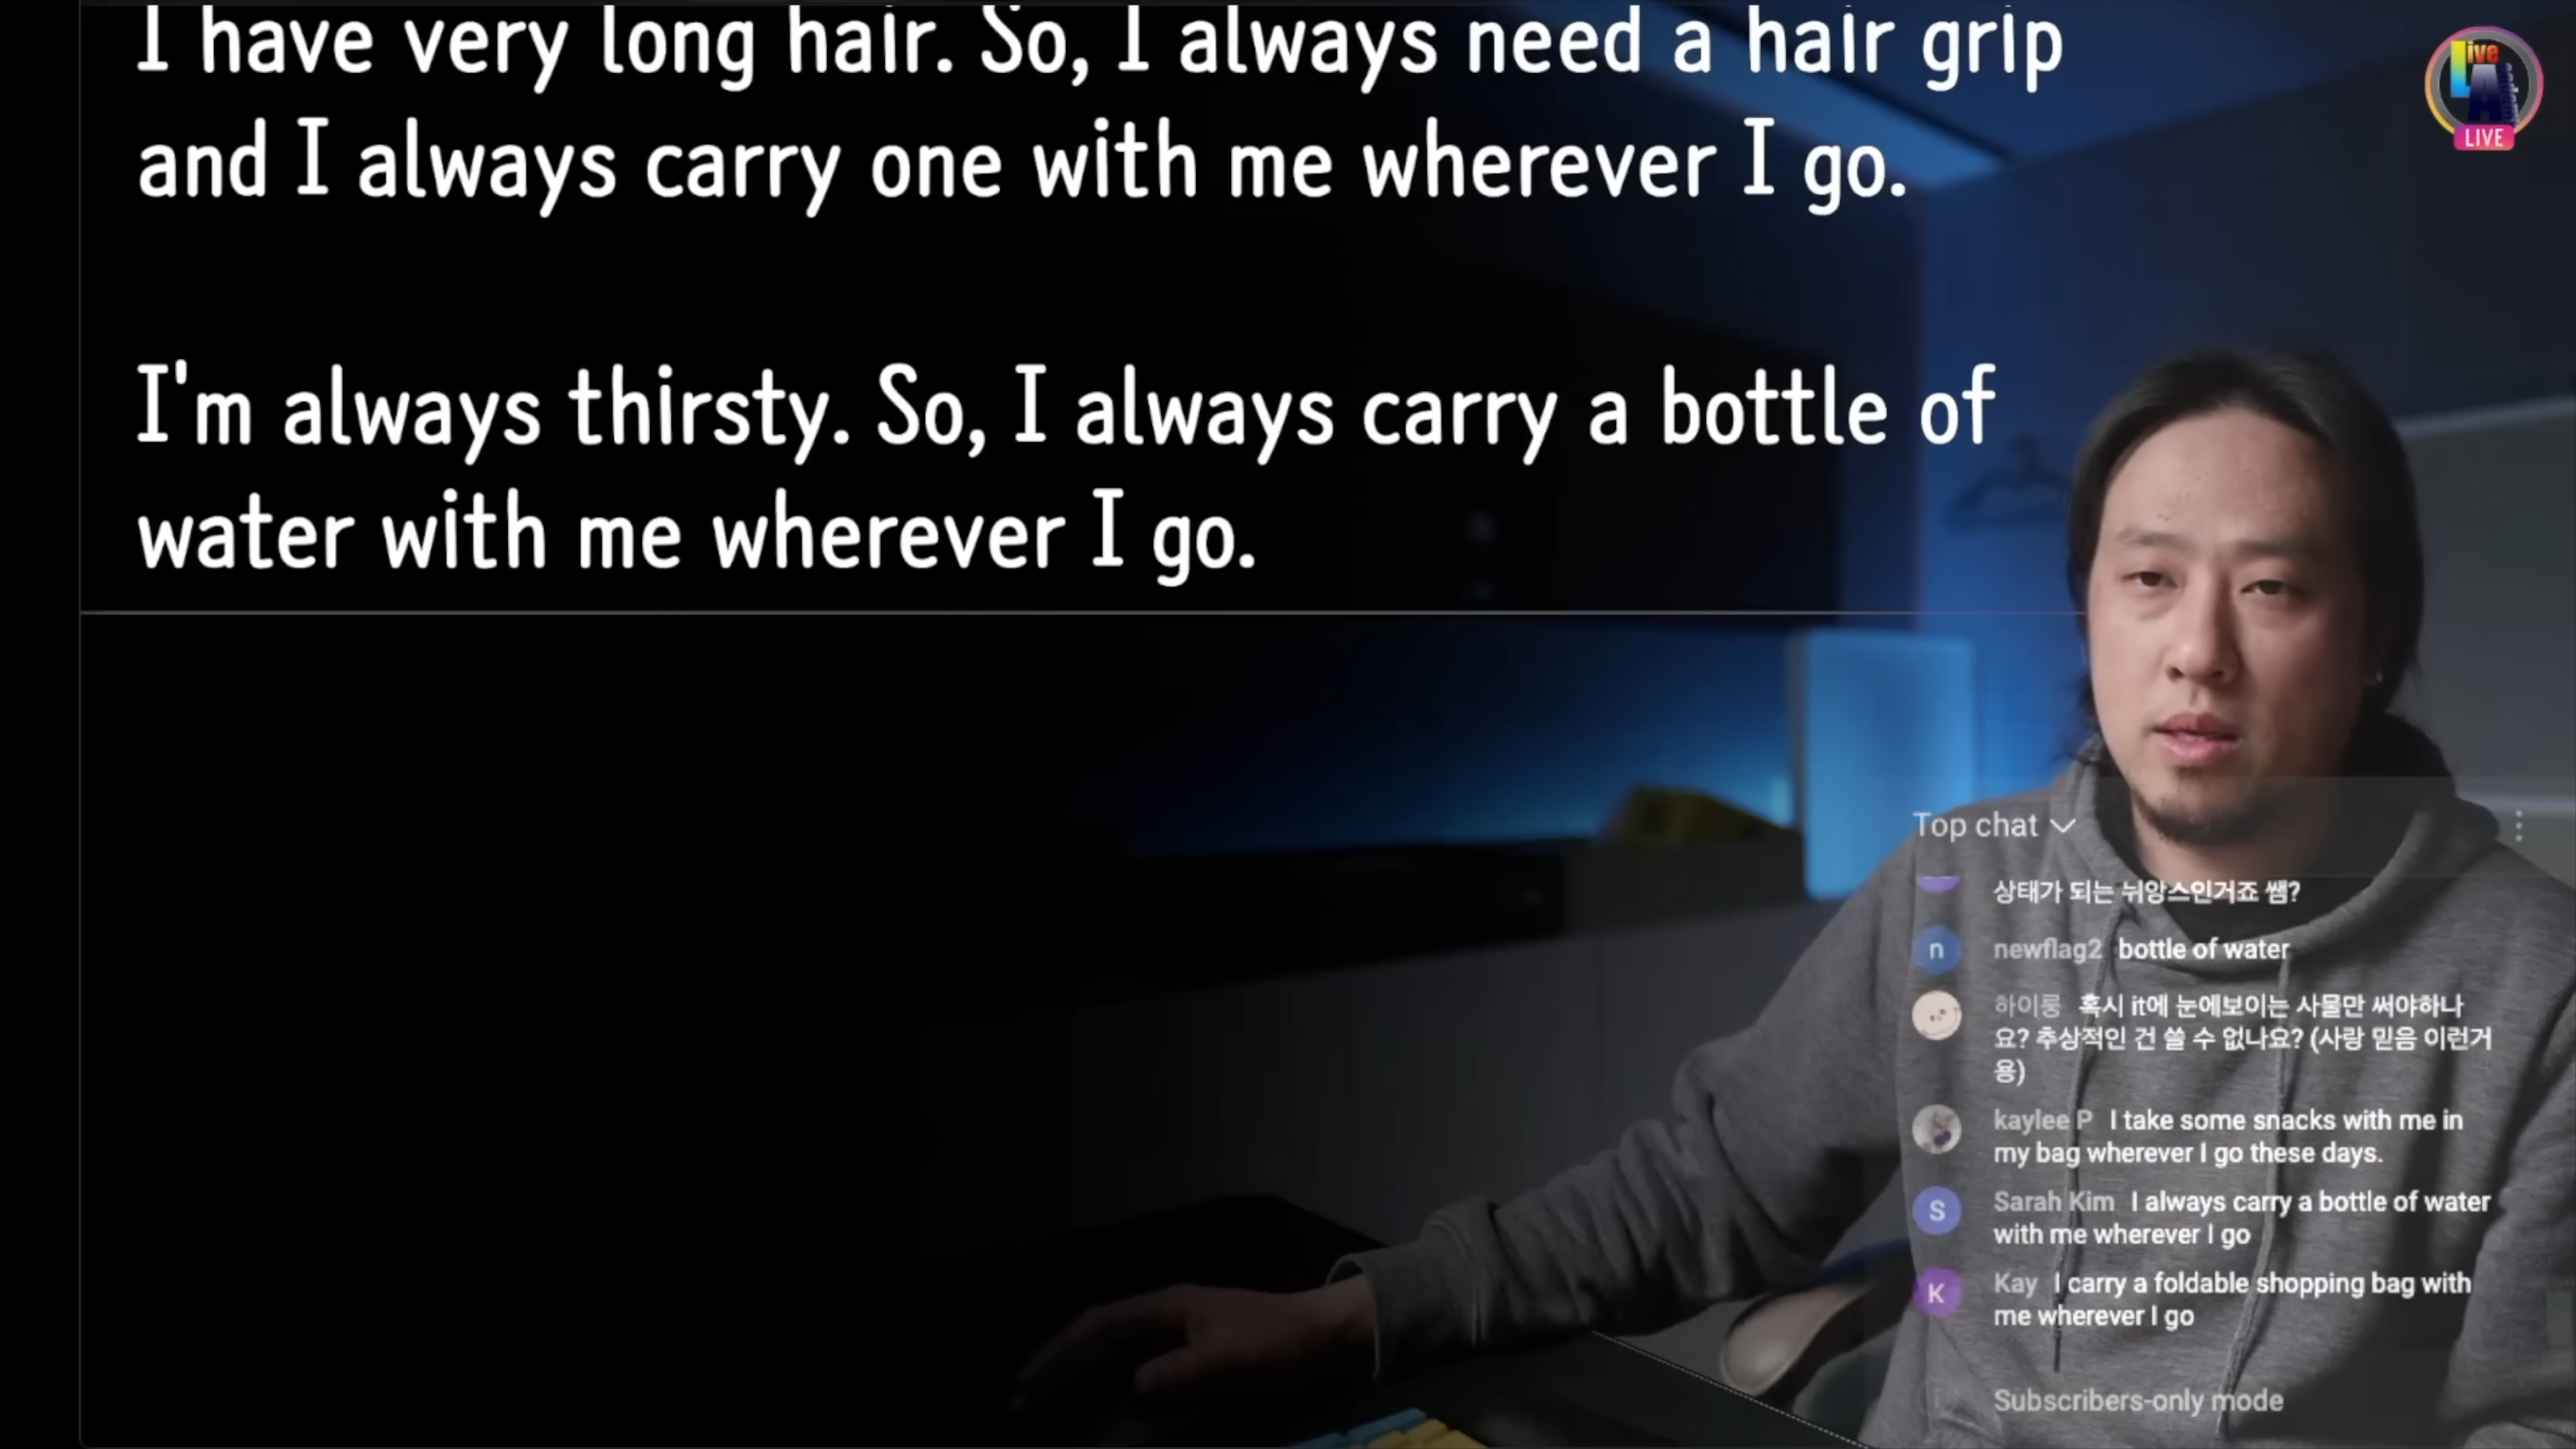 I have very long hair. So, I always need a hair grip
and I always carry one with me wherever I go.
I'm always thirsty. So, I always carry a bottle of
water with me wherever I go.
Live
LIVE
Top chat
상태가 되는 뉘앙스인거죠 쌤?
n newflag2 bottle of water
하이룽 혹시 it에 눈에보이는 사물만 써야하나
요? 추상적인 건 쓸 수 없나요? (사랑 믿음 이런거
용)
kaylee P I take some snacks with me in
my bag wherever I go these days.
S Sarah Kim I always carry a bottle of water
with me wherever I go
K Kay I carry a foldable shopping bag with
me wherever I go
Subscribers-only mode